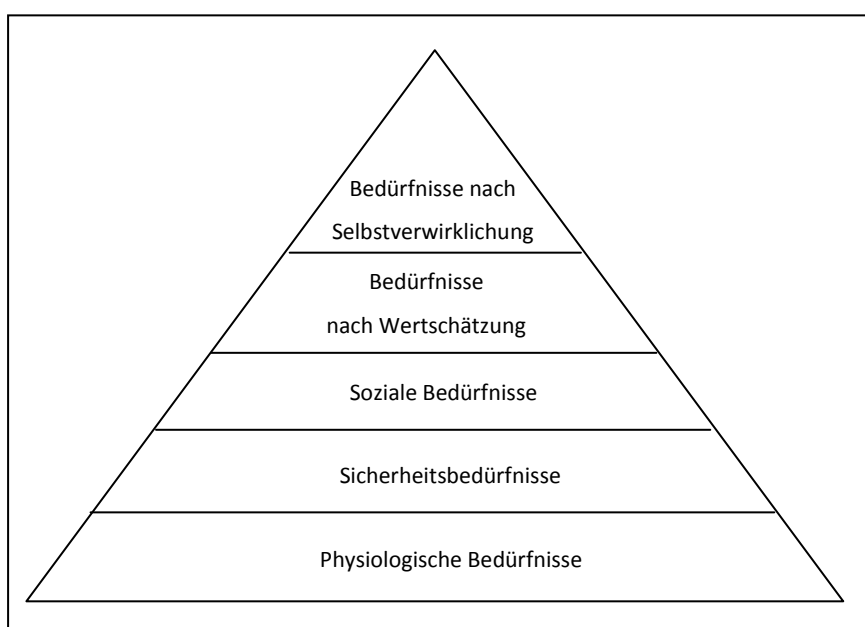 Bedürfnisse nach
Selbstverwirklichung
Bedürfnisse
nach Wertschätzung
Soziale Bedürfnisse
Sicherheitsbedürfnisse
Physiologische Bedürfnisse